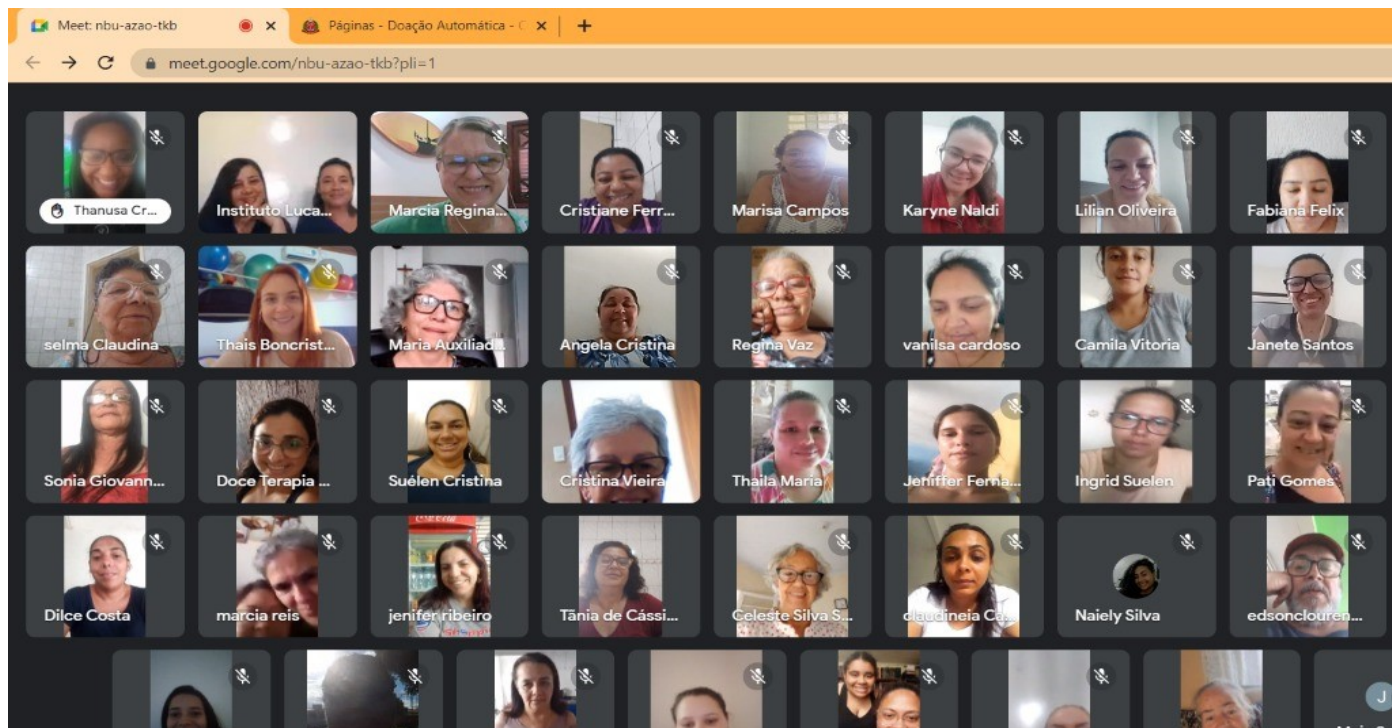 Meet: nbu-azao-tkb
Páginas - Doação Automática - C
meet.google.com/nbu-azao-tkb?pli=1
Thanusa Cr...
Instituto Luca...
Marcia Regina...
Cristiane Ferr...
Marisa Campos
Karyne Naldi
Lilian Oliveira
Fabiana Felix
selma Claudina
Thais Boncrist...
Maria Auxiliad...
Angela Cristina
Regina Vaz
vanilsa cardoso
Camila Vitoria
Janete Santos
Sonia Giovann...
Doce Terapia ...
Suélen Cristina
Cristina Vieira
Thaila Maria
Jeniffer Ferna...
Ingrid Suelen
Pati Gomes
Dilce Costa
marcia reis
jenifer ribeiro
Tânia de Cássi...
Celeste Silva S...
claudineia Ca...
Naiely Silva
edsonclouren...
J